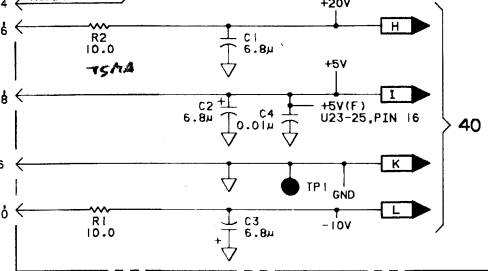 4
+20V
6
R2
10.0
C1
6.8µ
H
75MA
+5V
8
C2
6.8µ
+
C4
0.01µ
+5V(F)
U23-25,PIN 16
I
40
6
TP1
GND
K
0
R1
10.0
C3
6.8µ
+
-10V
L